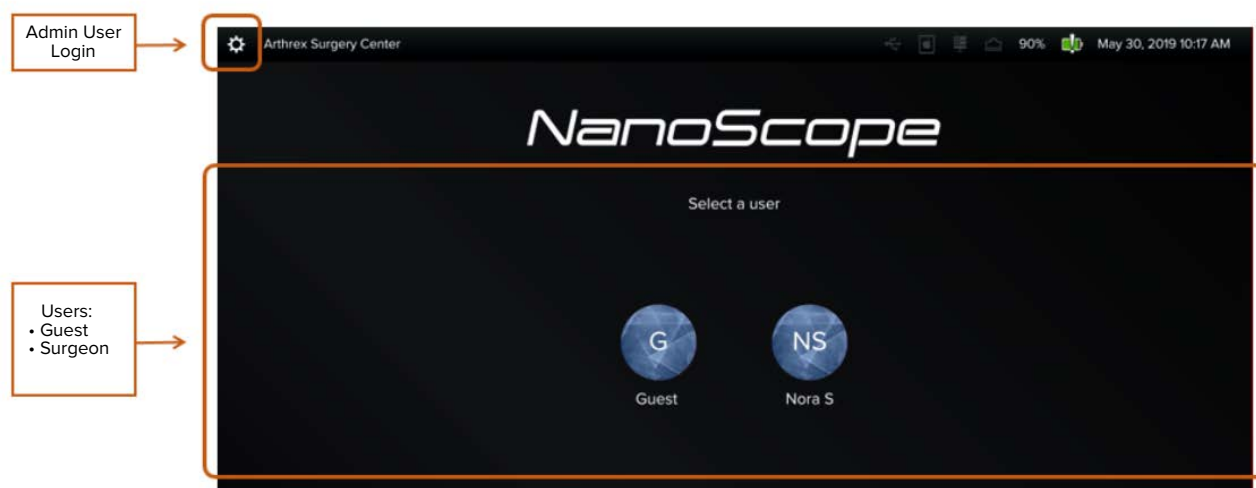 Admin User
Login
Arthrex Surgery Center
90%
May 30, 2019 10:17 AM
NanoScope
Select a user
Users:
• Guest
• Surgeon
G
NS
Guest
Nora S